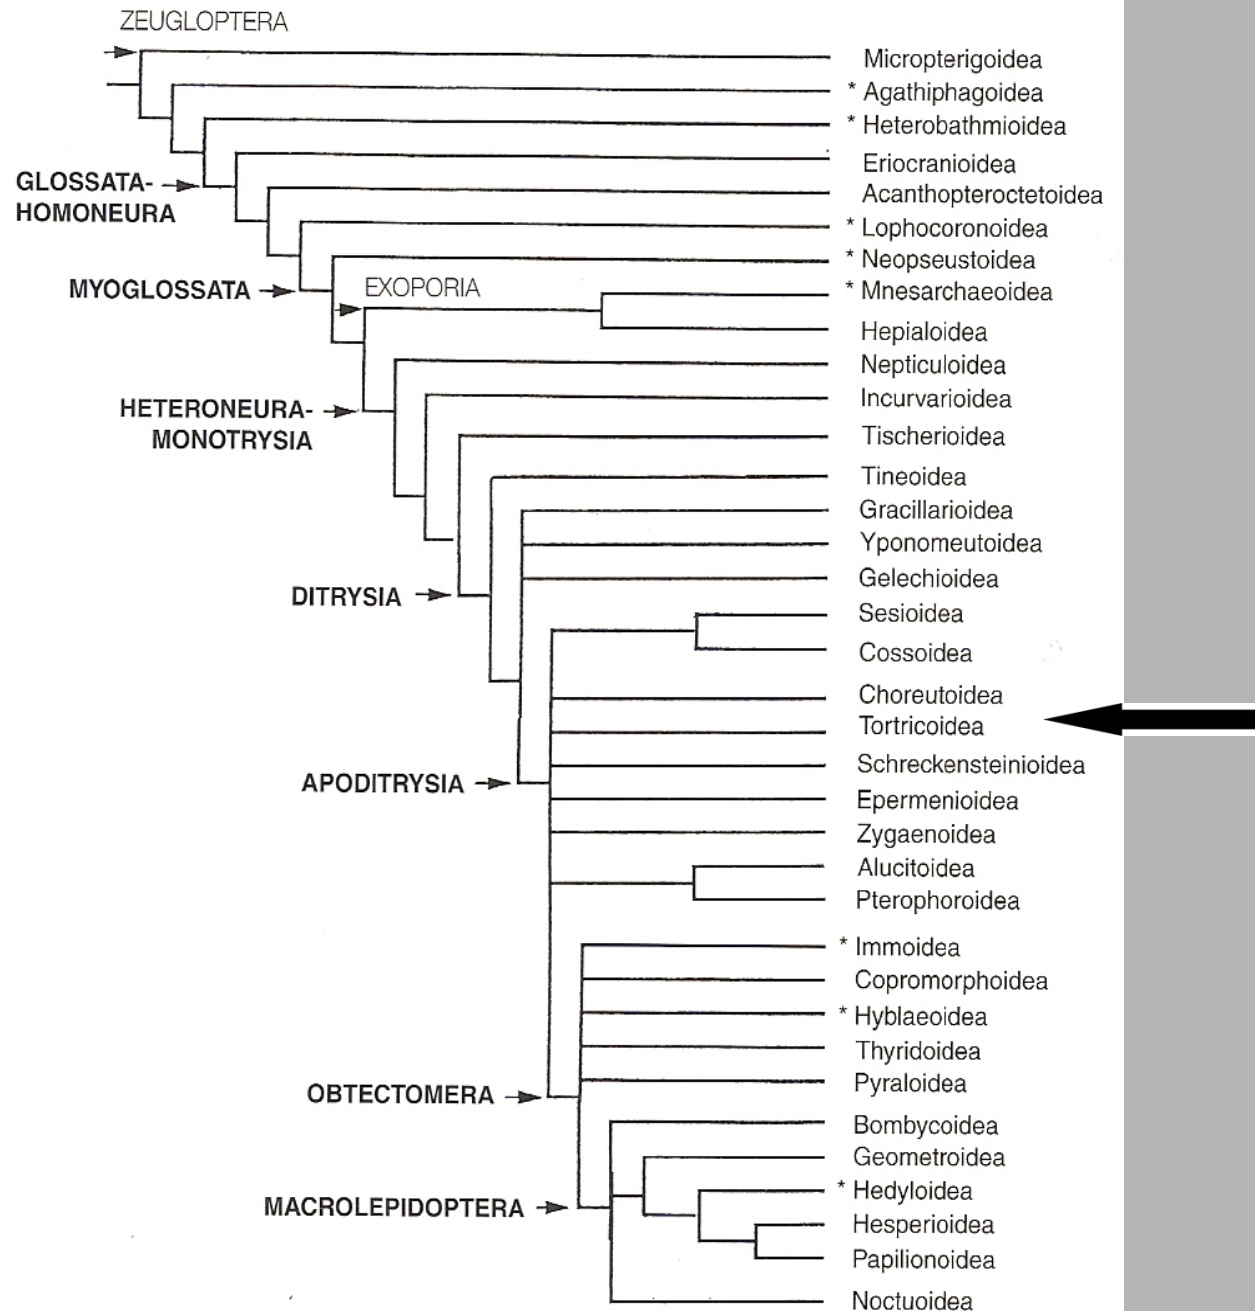 ZEUGLOPTERA
Micropterigoidea
* Agathiphagoidea
* Heterobathmioidea
Eriocranioidea
GLOSSATA-
HOMONEURA
Acanthopteroctetoidea
* Lophocoronoidea
* Neopseustoidea
MYOGLOSSATA
EXOPORIA
* Mnesarchaeoidea
Hepialoidea
Nepticuloidea
HETERONEURA-
MONOTRYSIA
Incurvarioidea
Tischerioidea
Tineoidea
Gracillarioidea
Yponomeutoidea
Gelechioidea
DITRYSIA
Sesioidea
Cossoidea
Choreutoidea
Tortricoidea
Schreckensteinioidea
APODITRYSIA
Epermenioidea
Zygaenoidea
Alucitoidea
Pterophoroidea
* Immoidea
Copromorphoidea
* Hyblaeoidea
Thyridoidea
Pyraloidea
OBTECTOMERA
Bombycoidea
Geometroidea
* Hedyloidea
MACROLEPIDOPTERA
Hesperioidea
Papilionoidea
Noctuoidea